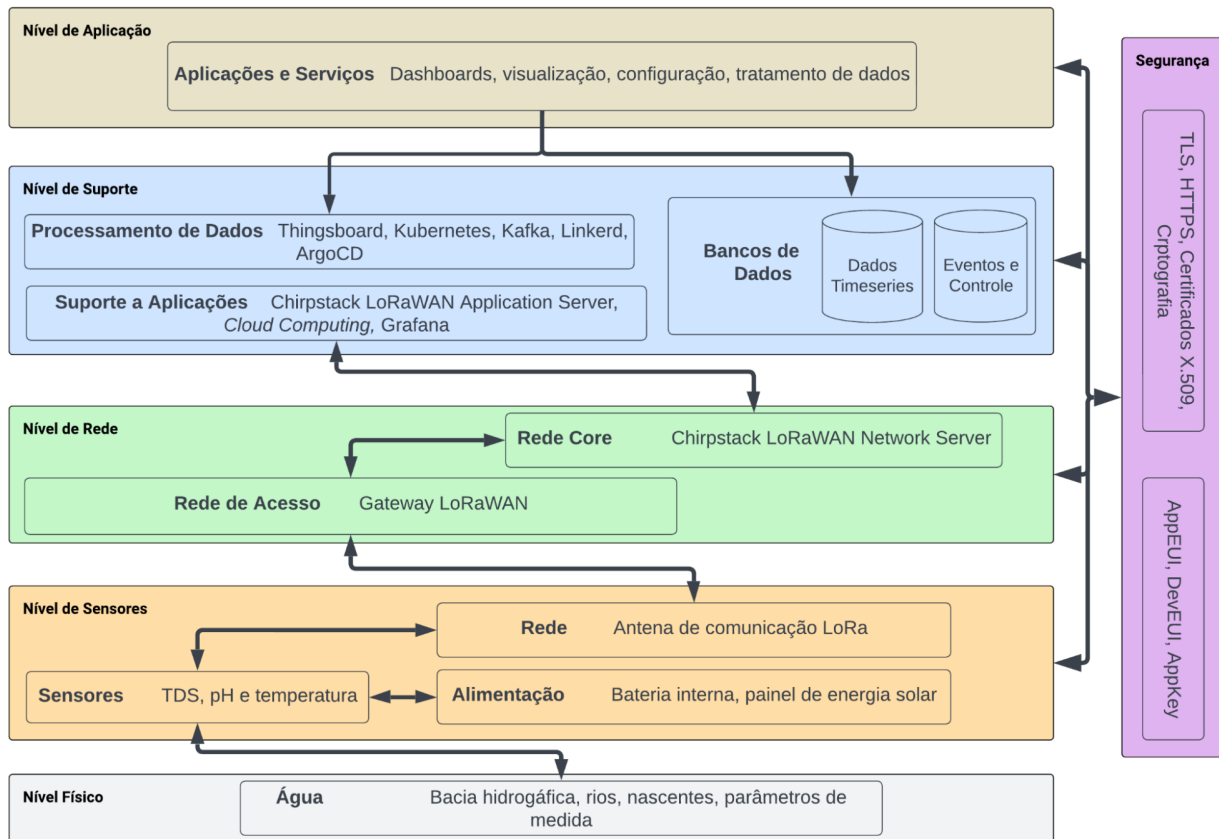 Nível de Aplicação
Aplicações e Serviços Dashboards, visualização, configuração, tratamento de dados
Nível de Suporte
Processamento de Dados Thingsboard, Kubernetes, Kafka, Linkerd,
ArgoCD
Suporte a Aplicações Chirpstack LoRaWAN Application Server,
Cloud Computing, Grafana
Bancos de
Dados
Dados
Timeseries
Eventos e
Controle
Nível de Rede
Rede Core Chirpstack LoRaWAN Network Server
Rede de Acesso Gateway LoRaWAN
Nível de Sensores
Rede Antena de comunicação LoRa
Sensores TDS, pH e temperatura
Alimentação Bateria interna, painel de energia solar
Nível Físico
Água Bacia hidrogáfica, rios, nascentes, parâmetros de
medida
Segurança
TLS, HTTPS, Certificados X.509,
Crptografia
AppEUI, DevEUI, AppKey